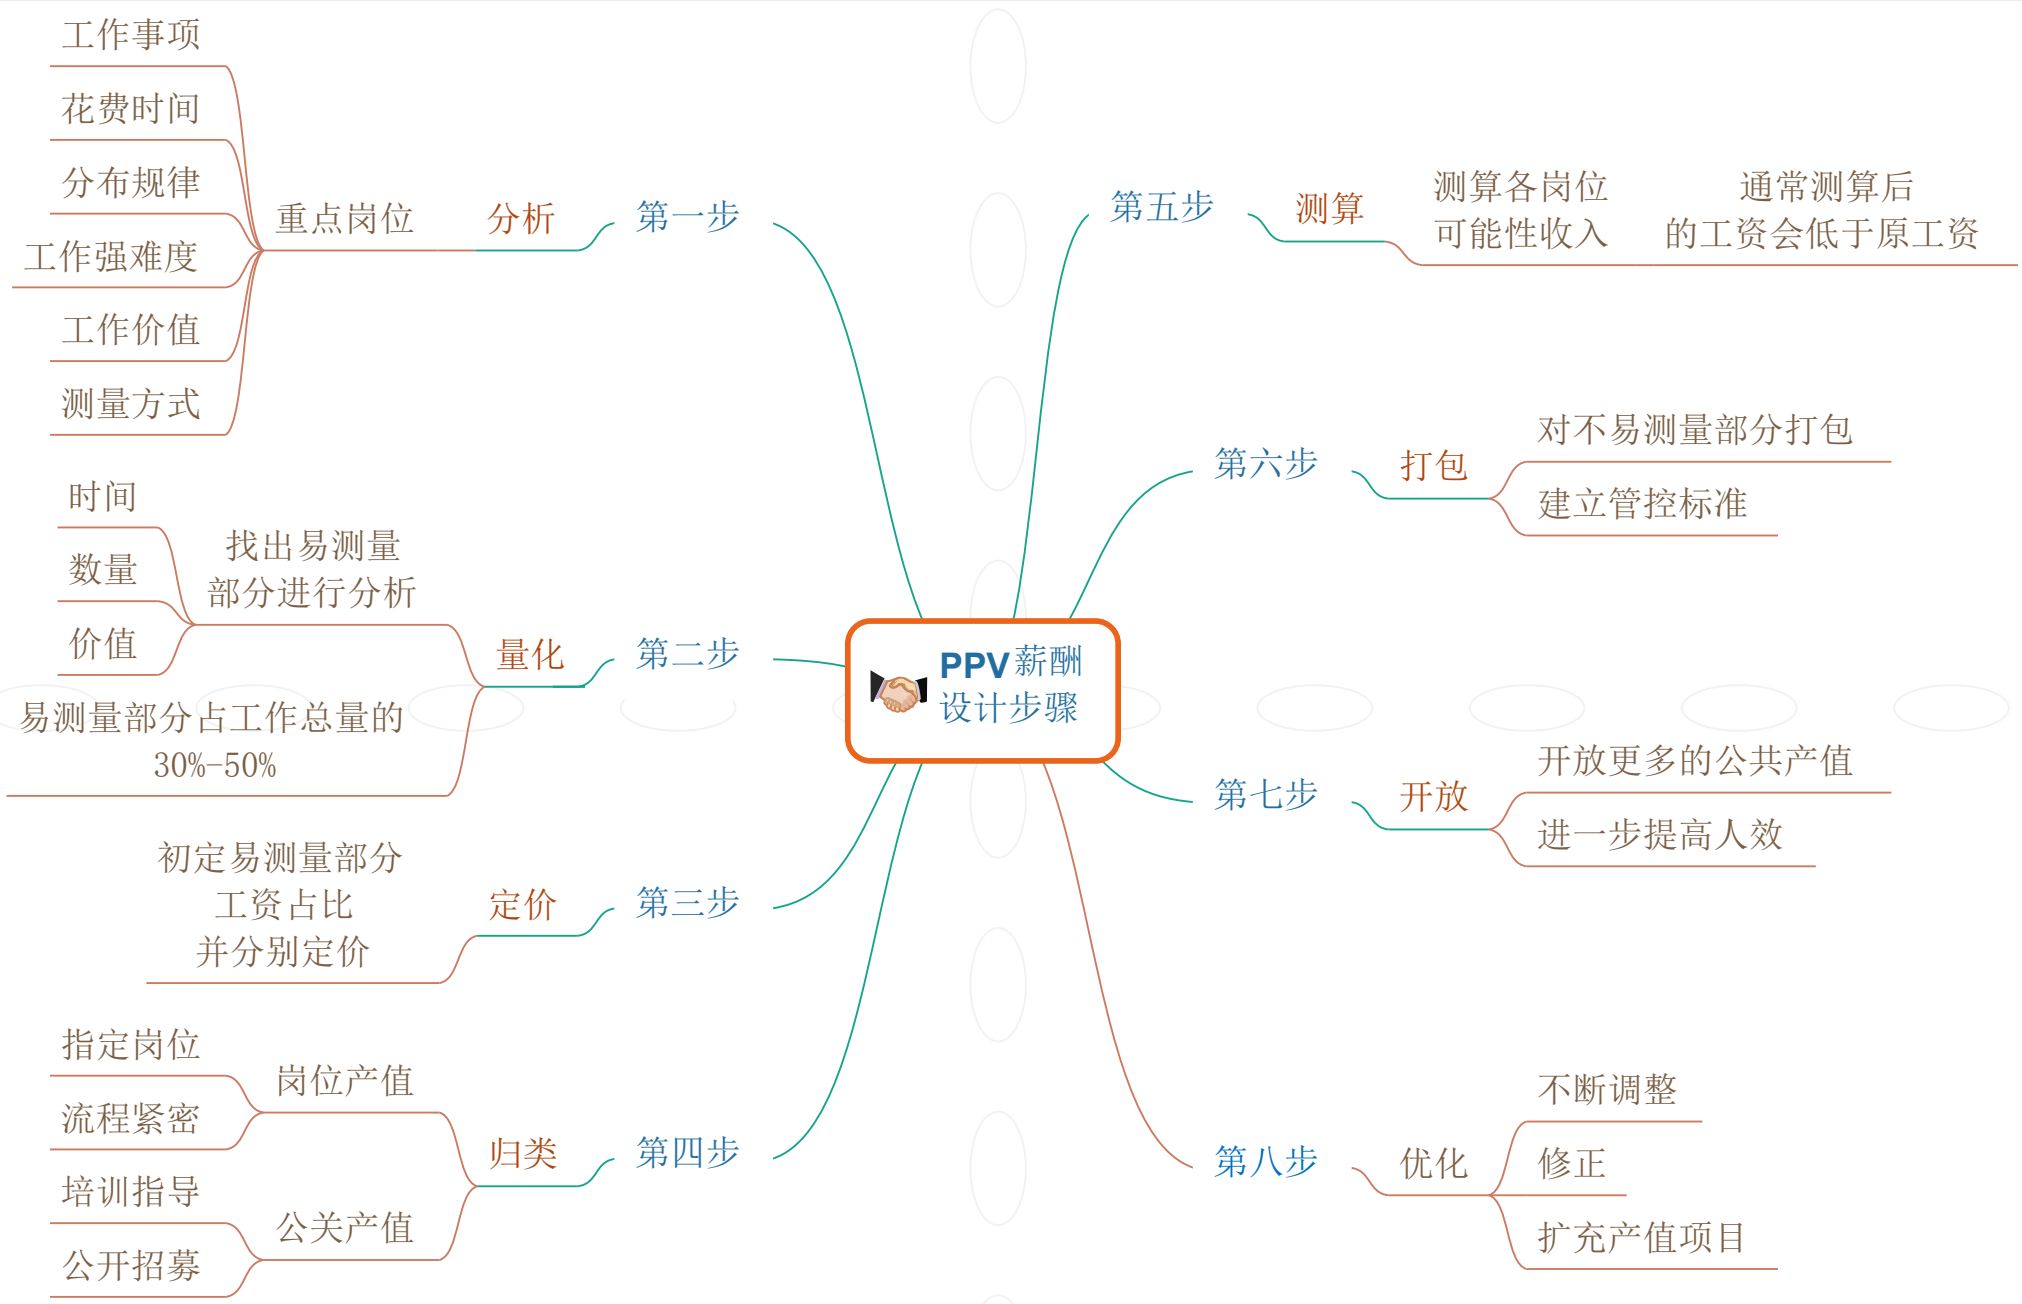 PPV薪酬
设计步骤
第一步
分析
重点岗位
工作事项
花费时间
分布规律
工作强难度
工作价值
测量方式
第二步
量化
找出易测量
部分进行分析
时间
数量
价值
易测量部分占工作总量的
30%-50%
第三步
定价
初定易测量部分
工资占比
并分别定价
第四步
归类
岗位产值
指定岗位
流程紧密
公关产值
培训指导
公开招募
第五步
测算
测算各岗位
可能性收入
通常测算后
的工资会低于原工资
第六步
打包
对不易测量部分打包
建立管控标准
第七步
开放
开放更多的公共产值
进一步提高人效
第八步
优化
不断调整
修正
扩充产值项目